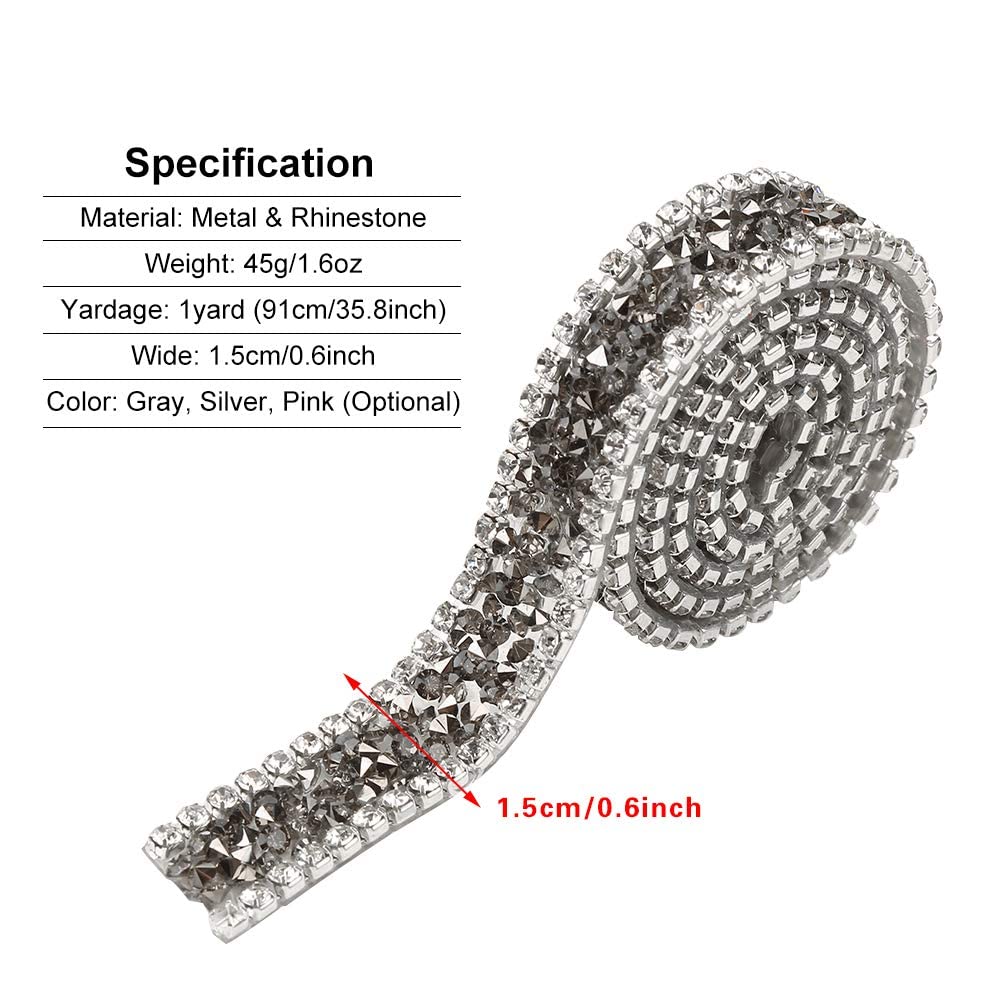 Specification
Material: Metal & Rhinestone
Weight: 45g/1.6oz
Yardage: 1yard (91cm/35.8inch)
Wide: 1.5cm/0.6inch
Color: Gray, Silver, Pink (Optional)
1.5cm/0.6inch